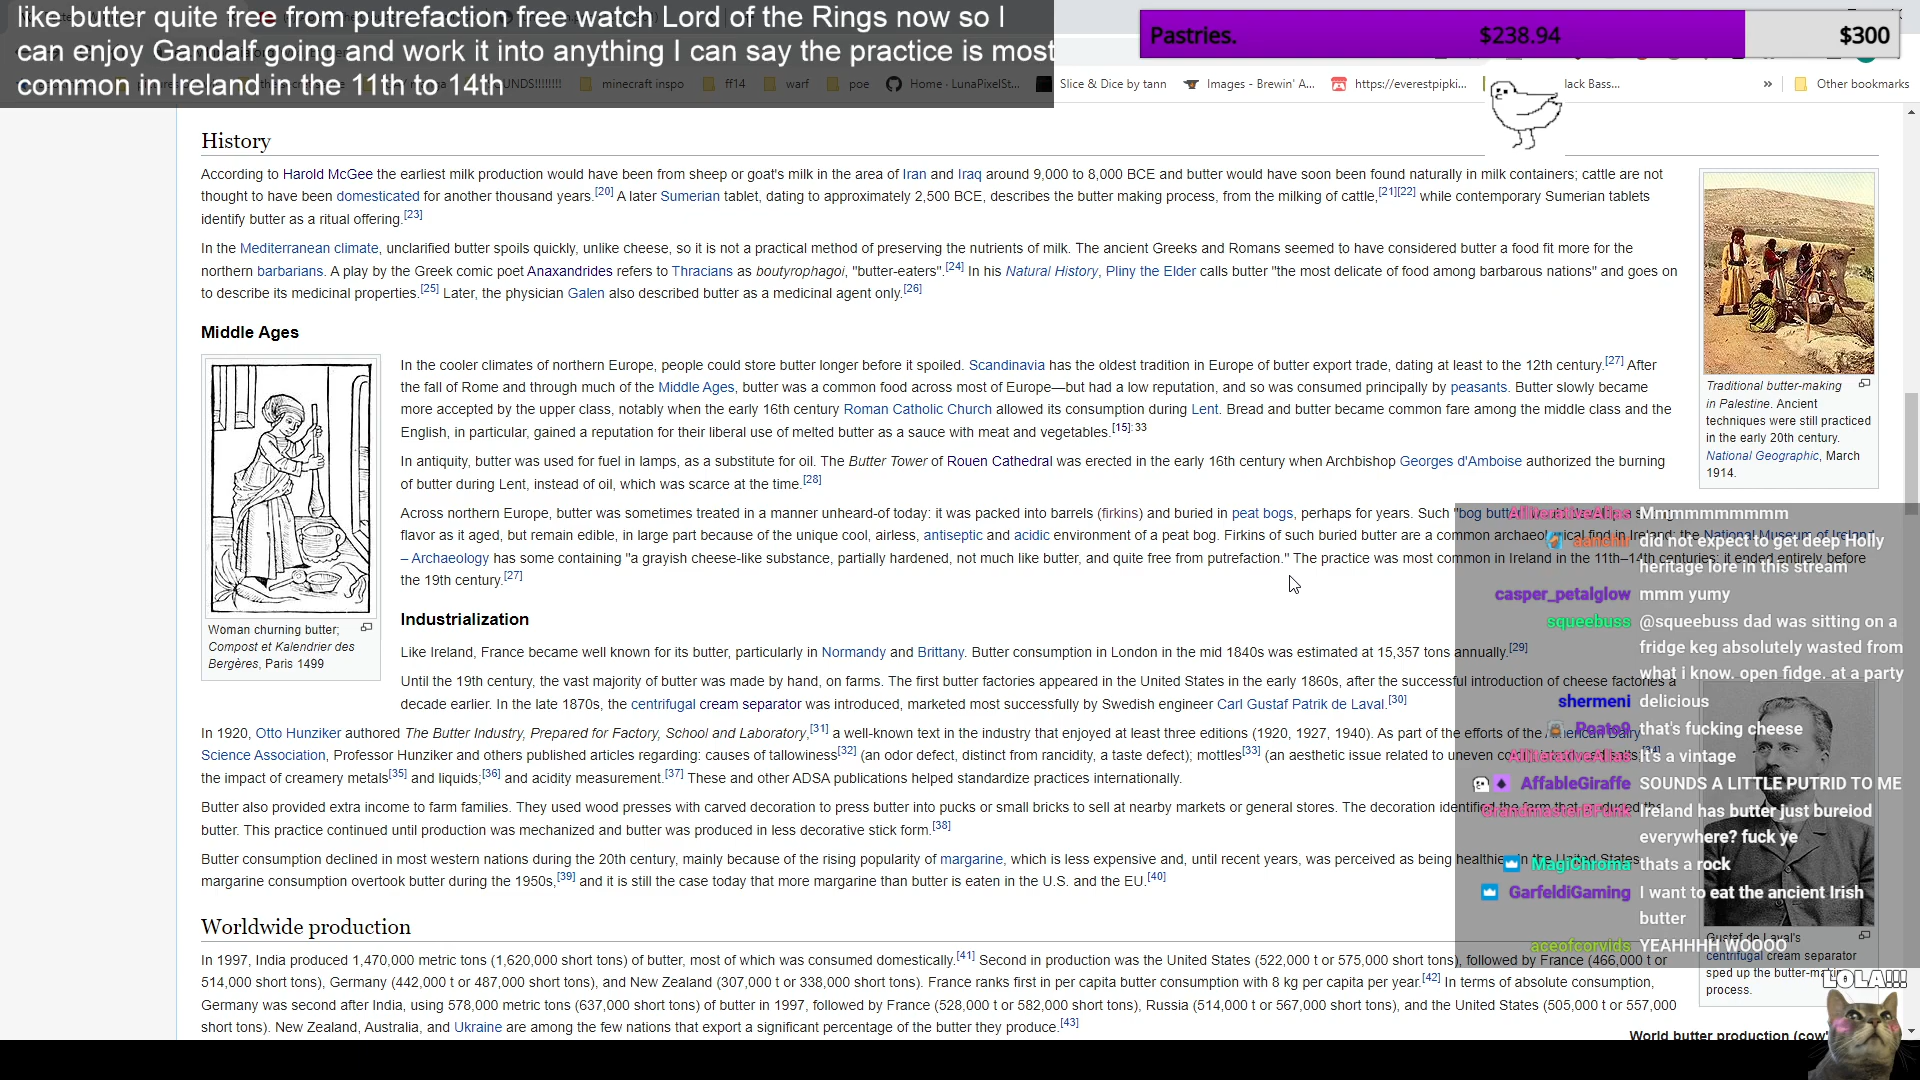 like butter quite free from putrefaction free watch Lord of the Rings now so I
can enjoy Gandalf going and work it into anything I can say the practice is most
common in Ireland in the 11th to 14th
Pastries. $238.94 $300
UNDS!!!!!!!! minecraft inspo ff14 warf poe Home · LunaPixelSt... Slice & Dice by tann Images - Brewin' A... https://everestpipki... lack Bass... » Other bookmarks
History
According to Harold McGee the earliest milk production would have been from sheep or goat's milk in the area of Iran and Iraq around 9,000 to 8,000 BCE and butter would have soon been found naturally in milk containers; cattle are not
thought to have been domesticated for another thousand years.[20] A later Sumerian tablet, dating to approximately 2,500 BCE, describes the butter making process, from the milking of cattle,[21][22] while contemporary Sumerian tablets
identify butter as a ritual offering.[23]
In the Mediterranean climate, unclarified butter spoils quickly, unlike cheese, so it is not a practical method of preserving the nutrients of milk. The ancient Greeks and Romans seemed to have considered butter a food fit more for the
northern barbarians. A play by the Greek comic poet Anaxandrides refers to Thracians as boutyrophagoi, "butter-eaters".[24] In his Natural History, Pliny the Elder calls butter "the most delicate of food among barbarous nations" and goes on
to describe its medicinal properties.[25] Later, the physician Galen also described butter as a medicinal agent only.[26]
Traditional butter-making
in Palestine. Ancient
techniques were still practiced
in the early 20th century.
National Geographic, March
1914.
Middle Ages
In the cooler climates of northern Europe, people could store butter longer before it spoiled. Scandinavia has the oldest tradition in Europe of butter export trade, dating at least to the 12th century.[27] After
the fall of Rome and through much of the Middle Ages, butter was a common food across most of Europe—but had a low reputation, and so was consumed principally by peasants. Butter slowly became
more accepted by the upper class, notably when the early 16th century Roman Catholic Church allowed its consumption during Lent. Bread and butter became common fare among the middle class and the
English, in particular, gained a reputation for their liberal use of melted butter as a sauce with meat and vegetables.[15]:33
In antiquity, butter was used for fuel in lamps, as a substitute for oil. The Butter Tower of Rouen Cathedral was erected in the early 16th century when Archbishop Georges d'Amboise authorized the burning
of butter during Lent, instead of oil, which was scarce at the time.[28]
Across northern Europe, butter was sometimes treated in a manner unheard-of today: it was packed into barrels (firkins) and buried in peat bogs, perhaps for years. Such "bog butt
flavor as it aged, but remain edible, in large part because of the unique cool, airless, antiseptic and acidic environment of a peat bog. Firkins of such buried butter are a common archaeological find in Ireland; the National Museum of Ireland
– Archaeology has some containing "a grayish cheese-like substance, partially hardened, not much like butter, and quite free from putrefaction." The practice was most common in Ireland in the 11th–14th centuries; it ended entirely before
the 19th century.[27]
Woman churning butter;
Compost et Kalendrier des
Bergères, Paris 1499
Industrialization
Like Ireland, France became well known for its butter, particularly in Normandy and Brittany. Butter consumption in London in the mid 1840s was estimated at 15,357 tons annually.[29]
Until the 19th century, the vast majority of butter was made by hand, on farms. The first butter factories appeared in the United States in the early 1860s, after the successful introduction of cheese factories a
decade earlier. In the late 1870s, the centrifugal cream separator was introduced, marketed most successfully by Swedish engineer Carl Gustaf Patrik de Laval.[30]
In 1920, Otto Hunziker authored The Butter Industry, Prepared for Factory, School and Laboratory,[31] a well-known text in the industry that enjoyed at least three editions (1920, 1927, 1940). As part of the efforts of the American Dairy
Science Association, Professor Hunziker and others published articles regarding: causes of tallowiness[32] (an odor defect, distinct from rancidity, a taste defect); mottles[33] (an aesthetic issue related to uneven
the impact of creamery metals[35] and liquids;[36] and acidity measurement.[37] These and other ADSA publications helped standardize practices internationally.
Butter also provided extra income to farm families. They used wood presses with carved decoration to press butter into pucks or small bricks to sell at nearby markets or general stores. The decoration identified the farm that produced the
butter. This practice continued until production was mechanized and butter was produced in less decorative stick form.[38]
Butter consumption declined in most western nations during the 20th century, mainly because of the rising popularity of margarine, which is less expensive and, until recent years, was perceived as being healthier. In the United States,
margarine consumption overtook butter during the 1950s,[39] and it is still the case today that more margarine than butter is eaten in the U.S. and the EU.[40]
Worldwide production
In 1997, India produced 1,470,000 metric tons (1,620,000 short tons) of butter, most of which was consumed domestically.[41] Second in production was the United States (522,000 t or 575,000 short tons), followed by France (466,000 t or
514,000 short tons), Germany (442,000 t or 487,000 short tons), and New Zealand (307,000 t or 338,000 short tons). France ranks first in per capita butter consumption with 8 kg per capita per year.[42] In terms of absolute consumption,
Germany was second after India, using 578,000 metric tons (637,000 short tons) of butter in 1997, followed by France (528,000 t or 582,000 short tons), Russia (514,000 t or 567,000 short tons), and the United States (505,000 t or 557,000
short tons). New Zealand, Australia, and Ukraine are among the few nations that export a significant percentage of the butter they produce.[43]
AlliterativeAlias Mmmmmmmmmm
did not expect to get deep Holly
heritage lore in this stream
casper_petalglow mmm yumy
squeebuss @squeebuss dad was sitting on a
fridge keg absolutely wasted from
what i know. open fidge. at a party
shermeni delicious
Poato9 that's fucking cheese
AlliterativeAlias It's a vintage
AffableGiraffe SOUNDS A LITTLE PUTRID TO ME
GrandmasterBFunk Ireland has butter just bureiod
everywhere? fuck ye
MagiChroma thats a rock
GarfeldiGaming I want to eat the ancient Irish
butter
aceofcorvids YEAHHHH WOOOO
Gustaf de Laval's
centrifugal cream separator
sped up the butter-making
process.
LOLA!!!
World butter production (cow'